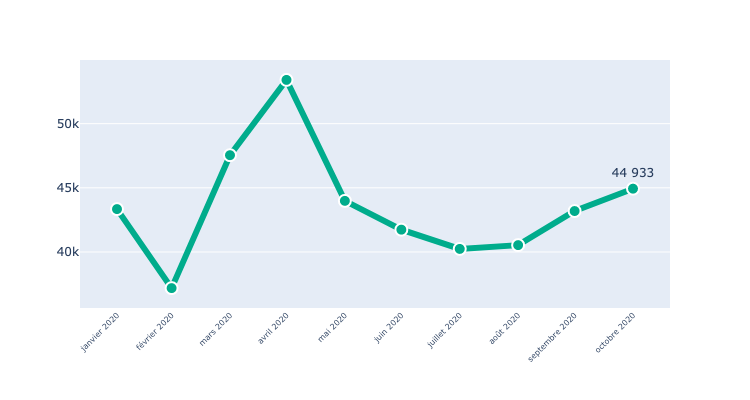 50k
45k
40k
44 933
janvier 2020
février 2020
mars 2020
avril 2020
mai 2020
juin 2020
juillet 2020
août 2020
septembre 2020
octobre 2020